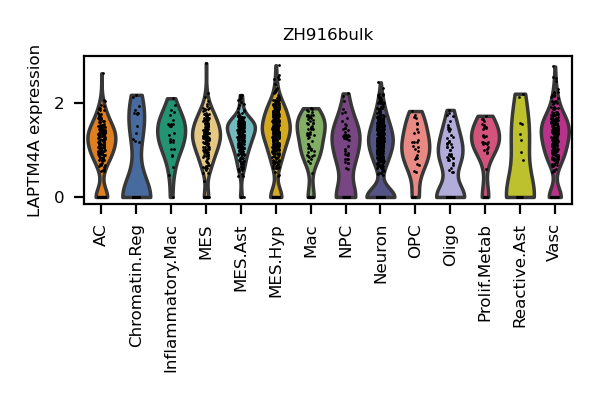 ZH916bulk
LAPTM4A expression
2
0
AC
Chromatin.Reg
Inflammatory.Mac
MES
MES.Ast
MES.Hyp
Mac
NPC
Neuron
OPC
Oligo
Prolif.Metab
Reactive.Ast
Vasc